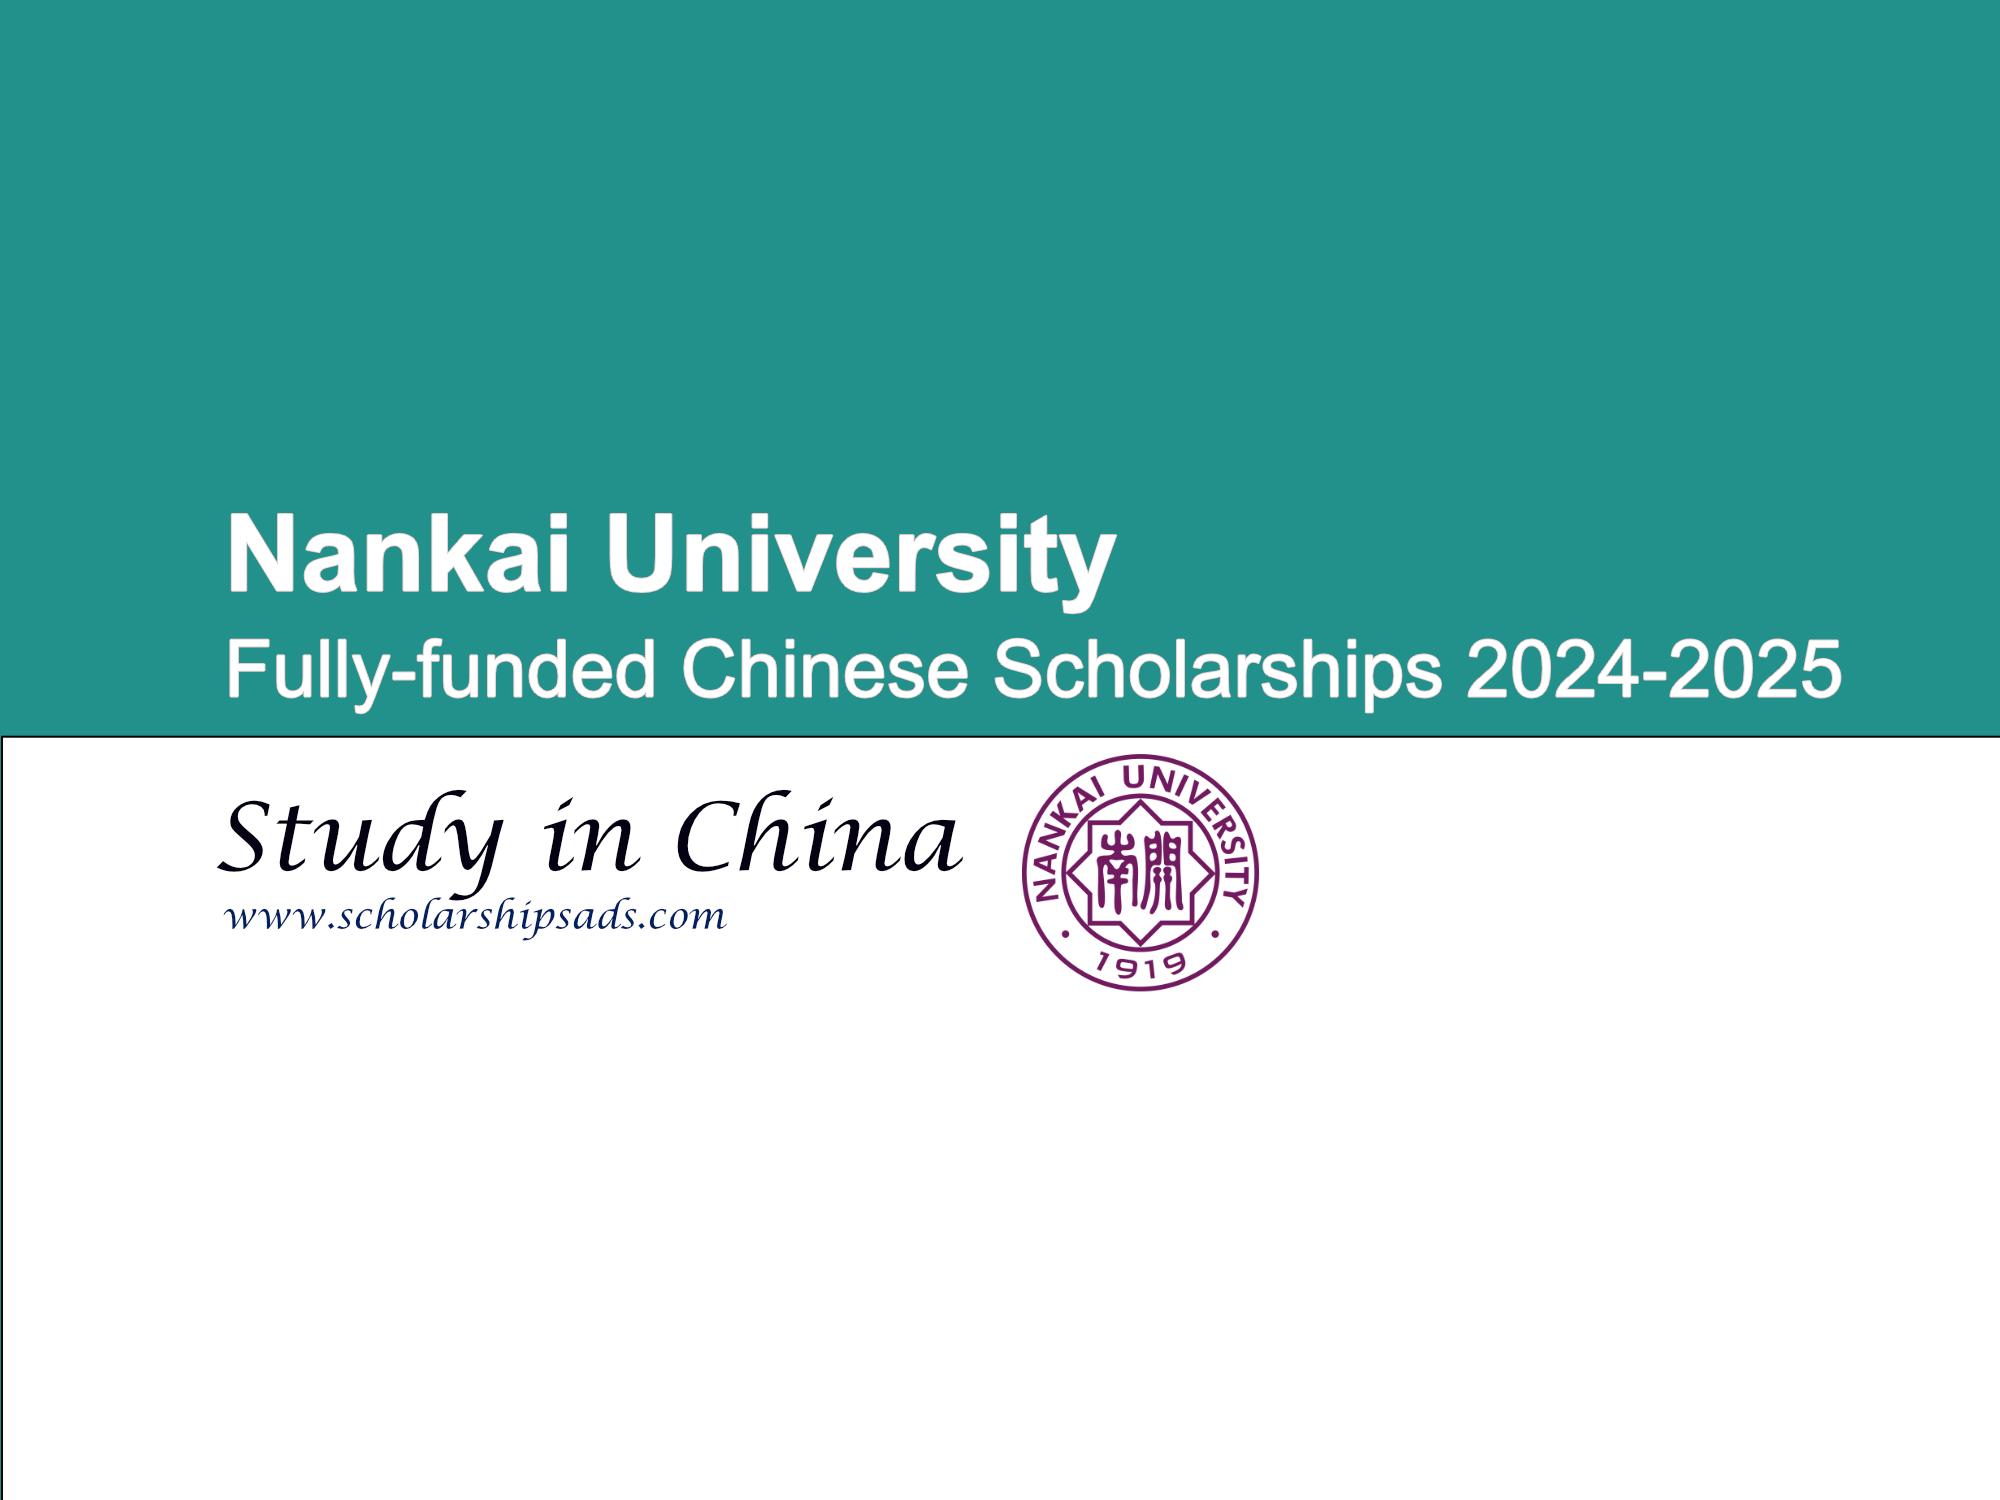 Nankai University
Fully-funded Chinese Scholarships 2024-2025
Study in China
www.scholarshipsads.com
NANKAI UNIVERSITY
南開
1919